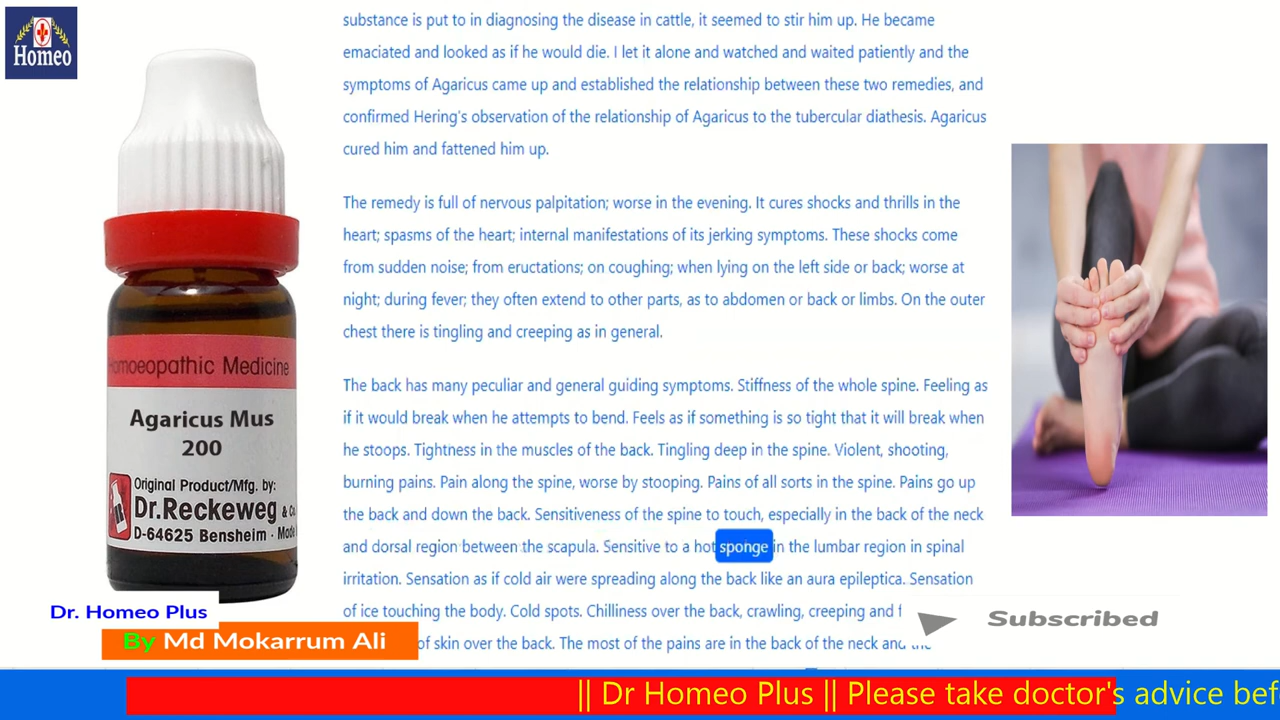 Homeo
substance is put to in diagnosing the disease in cattle, it seemed to stir him up. He became
emaciated and looked as if he would die. I let it alone and watched and waited patiently and the
symptoms of Agaricus came up and established the relationship between these two remedies, and
confirmed Hering's observation of the relationship of Agaricus to the tubercular diathesis. Agaricus
cured him and fattened him up.
The remedy is full of nervous palpitation; worse in the evening. It cures shocks and thrills in the
heart; spasms of the heart; internal manifestations of its jerking symptoms. These shocks come
from sudden noise; from eructations; on coughing; when lying on the left side or back; worse at
night; during fever; they often extend to other parts, as to abdomen or back or limbs. On the outer
chest there is tingling and creeping as in general.
The back has many peculiar and general guiding symptoms. Stiffness of the whole spine. Feeling as
if it would break when he attempts to bend. Feels as if something is so tight that it will break when
he stoops. Tightness in the muscles of the back. Tingling deep in the spine. Violent, shooting,
burning pains. Pain along the spine, worse by stooping. Pains of all sorts in the spine. Pains go up
the back and down the back. Sensitiveness of the spine to touch, especially in the back of the neck
and dorsal region between the scapula. Sensitive to a hot sponge in the lumbar region in spinal
irritation. Sensation as if cold air were spreading along the back like an aura epileptica. Sensation
of ice touching the body. Cold spots. Chilliness over the back, crawling, creeping and
of skin over the back. The most of the pains are in the back of the neck and the
Homoeopathic Medicine
Agaricus Mus
200
Original Product/Mfg. by:
Dr.Reckeweg &
D-64625 Bensheim
Dr. Homeo Plus
By Md Mokarrum Ali
Subscribed
|| Dr Homeo Plus || Please take doctor's advice